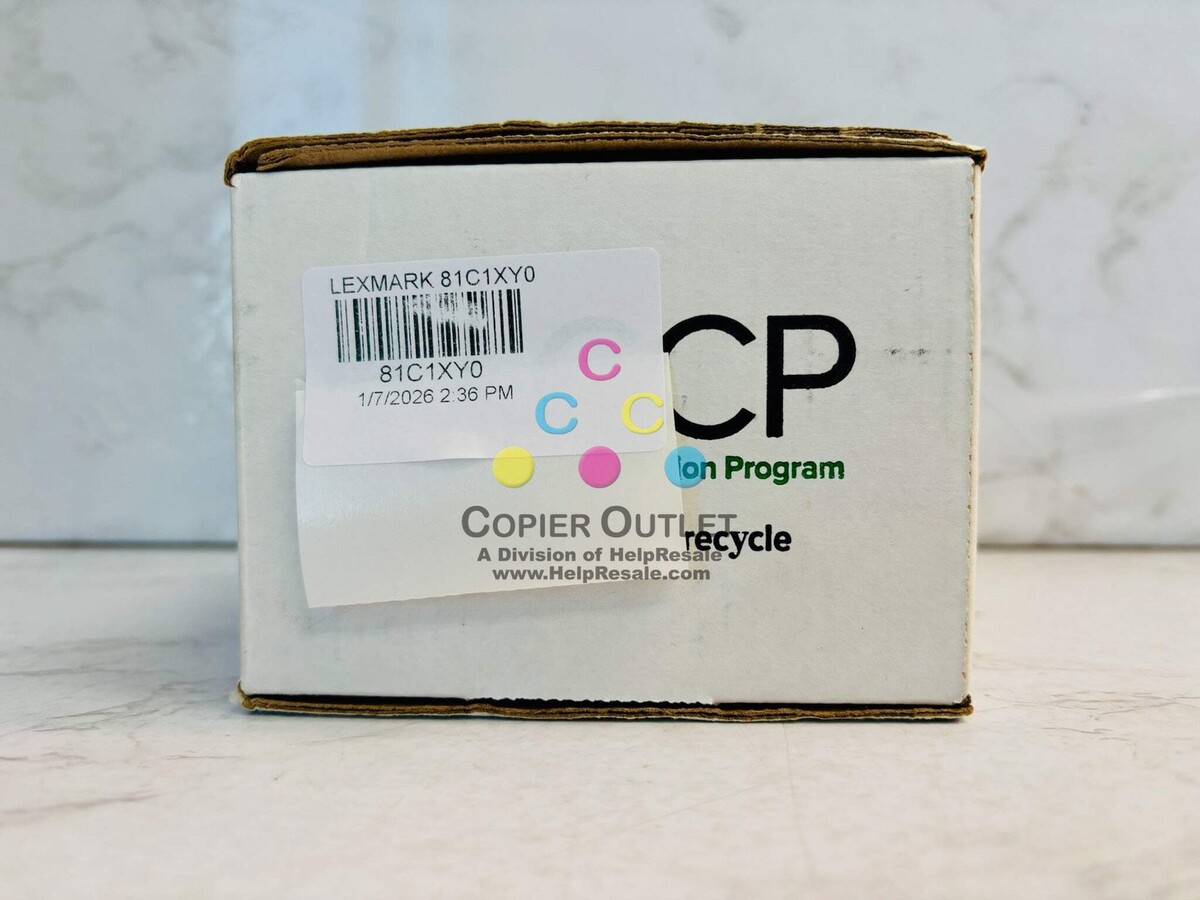 LEXMARK 81C1XY0
81C1XY0
1/7/2026 2:36 PM
CP
C
C C
on Program
COPIER OUTLET
recycle
A Division of HelpResale
www.HelpResale.com